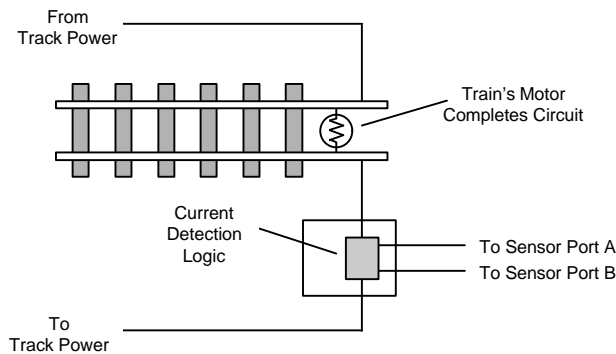 From
Track Power
Train's Motor
Completes Circuit
Current
Detection
Logic
To Sensor Port A
To Sensor Port B
To
Track Power